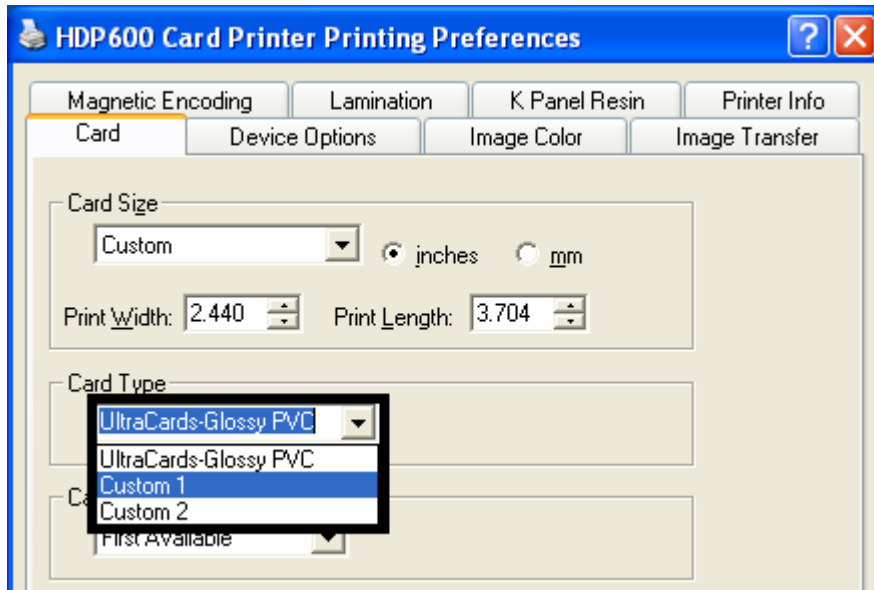 HDP600 Card Printer Printing Preferences
Magnetic Encoding Lamination K Panel Resin Printer Info
Card Device Options Image Color Image Transfer
Card Size
Custom inches mm
Print Width: 2.440 Print Length: 3.704
Card Type
UltraCards-Glossy PVC
UltraCards-Glossy PVC
Custom 1
Custom 2
First Available